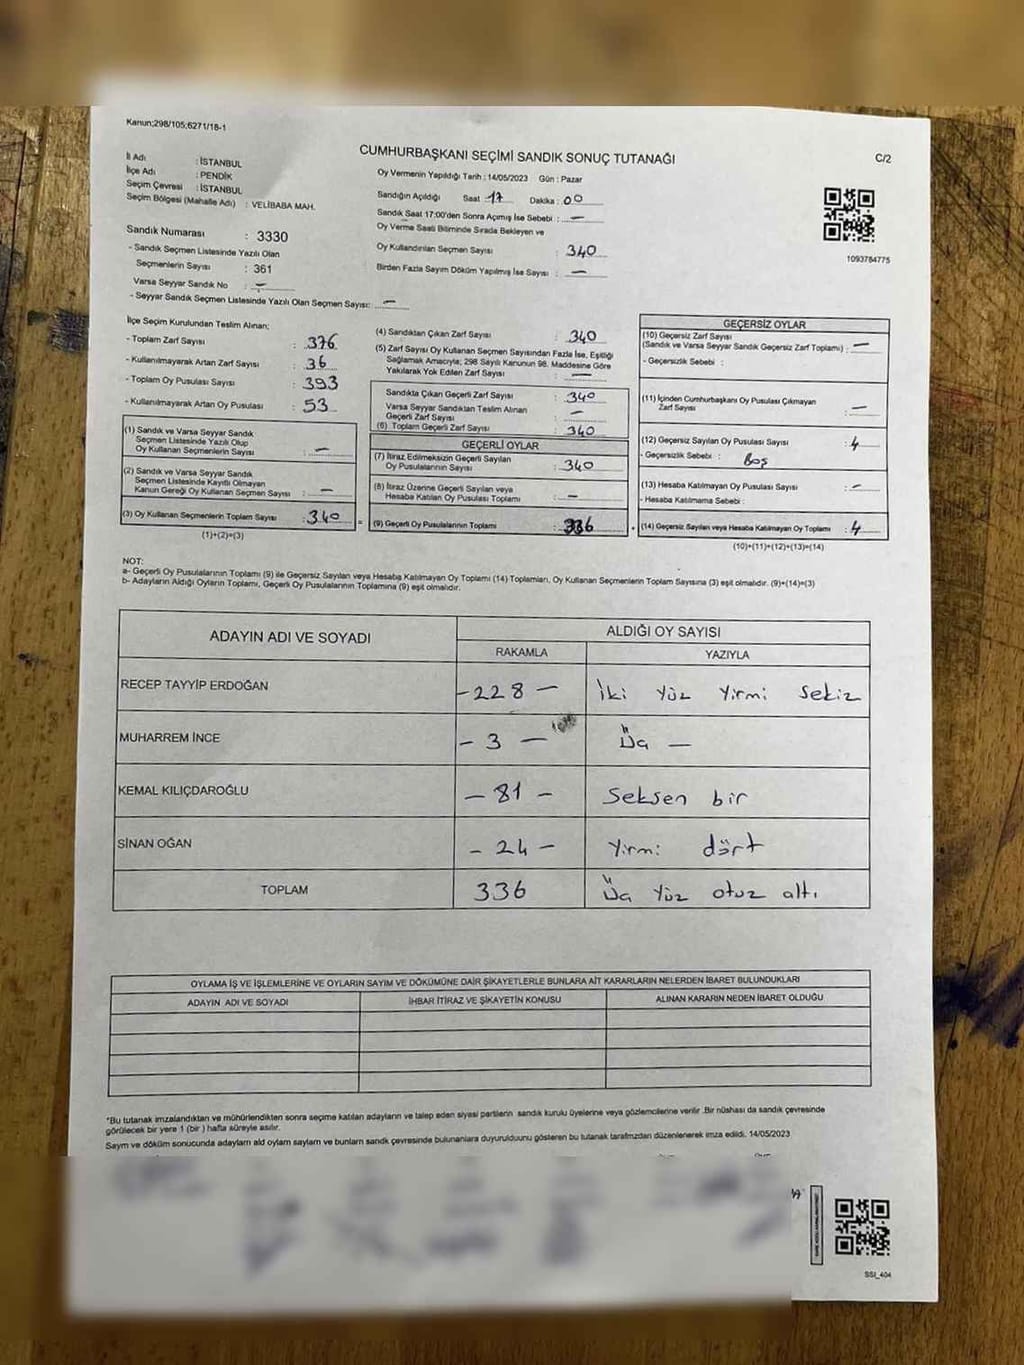 Kanun;298/105;6271/18-1
CUMHURBAŞKANI SEÇİMİ SANDIK SONUÇ TUTANAĞI
C/2
İl Adı : İSTANBUL
İlçe Adı : PENDİK
Seçim Çevresi : İSTANBUL
Seçim Bölgesi (Mahalle Adı) : VELİBABA MAH.
Sandık Numarası : 3330
- Sandık Seçmen Listesinde Yazılı Olan
Seçmenlerin Sayısı : 361
Varsa Seyyar Sandık No : -
- Seyyar Sandık Seçmen Listesinde Yazılı Olan Seçmen Sayısı: -
Oy Vermenin Yapıldığı Tarih : 14/05/2023 Gün : Pazar
Sandığın Açıldığı Saat 17 Dakika : 00
Sandık Saat 17:00'den Sonra Açılmış İse Sebebi : -
Oy Verme Saati Bitiminde Sırada Bekleyen ve
Oy Kullandırılan Seçmen Sayısı : 340
Birden Fazla Sayım Döküm Yapılmış İse Sayısı : -
1093784775
İlçe Seçim Kurulundan Teslim Alınan;
- Toplam Zarf Sayısı : 376
- Kullanılmayarak Artan Zarf Sayısı : 36
- Toplam Oy Pusulası Sayısı : 393
- Kullanılmayarak Artan Oy Pusulası : 53
(1) Sandık ve Varsa Seyyar Sandık
Seçmen Listesinde Yazılı Olup
Oy Kullanan Seçmenlerin Sayısı : -
(2) Sandık ve Varsa Seyyar Sandık
Seçmen Listesinde Kayıtlı Olmayan
Kanun Gereği Oy Kullanan Seçmen Sayısı : -
(3) Oy Kullanan Seçmenlerin Toplam Sayısı : 340
(1)+(2)=(3)
(4) Sandıktan Çıkan Zarf Sayısı : 340
(5) Zarf Sayısı Oy Kullanan Seçmen Sayısından Fazla İse, Eşitliği
Sağlamak Amacıyla; 298 Sayılı Kanunun 98. Maddesine Göre
Yakılarak Yok Edilen Zarf Sayısı : -
Sandıkta Çıkan Geçerli Zarf Sayısı : 340
Varsa Seyyar Sandıktan Teslim Alınan
Geçerli Zarf Sayısı : -
(6) Toplam Geçerli Zarf Sayısı : 340
GEÇERLİ OYLAR
(7) İtiraz Edilmeksizin Geçerli Sayılan
Oy Pusulalarının Sayısı : 340
(8) İtiraz Üzerine Geçerli Sayılan veya
Hesaba Katılan Oy Pusulası Toplamı : -
(9) Geçerli Oy Pusulalarının Toplamı : 336
GEÇERSİZ OYLAR
(10) Geçersiz Zarf Sayısı
(Sandık ve Varsa Seyyar Sandık Geçersiz Zarf Toplamı) : -
- Geçersizlik Sebebi :
(11) İçinden Cumhurbaşkanı Oy Pusulası Çıkmayan
Zarf Sayısı : -
(12) Geçersiz Sayılan Oy Pusulası Sayısı : 4
- Geçersizlik Sebebi : Boş
(13) Hesaba Katılmayan Oy Pusulası Sayısı : -
- Hesaba Katılmama Sebebi :
(14) Geçersiz Sayılan veya Hesaba Katılmayan Oy Toplamı : 4
(10)+(11)+(12)+(13)=(14)
NOT:
a- Geçerli Oy Pusulalarının Toplamı (9) ile Geçersiz Sayılan veya Hesaba Katılmayan Oy Toplamı (14) Toplamları, Oy Kullanan Seçmenlerin Toplam Sayısına (3) eşit olmalıdır. (9)+(14)=(3)
b- Adayların Aldığı Oyların Toplamı, Geçerli Oy Pusulalarının Toplamına (9) eşit olmalıdır.
ADAYIN ADI VE SOYADI ALDIĞI OY SAYISI
RAKAMLA YAZIYLA
RECEP TAYYİP ERDOĞAN -228- İki Yüz Yirmi Sekiz
MUHARREM İNCE -3- Üç -
KEMAL KILIÇDAROĞLU -81- Seksen bir
SİNAN OĞAN -24- Yirmi dört
TOPLAM 336 Üç Yüz otuz altı
OYLAMA İŞ VE İŞLEMLERİNE VE OYLARIN SAYIM VE DÖKÜMÜNE DAİR ŞİKAYETLERLE BUNLARA AİT KARARLARIN NELERDEN İBARET BULUNDUKLARI
ADAYIN ADI VE SOYADI İHBAR İTİRAZ VE ŞİKAYETİN KONUSU ALINAN KARARIN NEDEN İBARET OLDUĞU
*Bu tutanak imzalandıktan ve mühürlendikten sonra seçime katılan adayların ve talep eden siyasi partilerin sandık kurulu üyelerine veya gözlemcilerine verilir .Bir nüshası da sandık çevresinde
görülecek bir yere 1 (bir ) hafta süreyle asılır.
Sayım ve döküm sonucunda adayların ald oyların sayların ve bunların sandık çevresinde bulunanlara duyurulduunu gösteren bu tutanak tarafmzdan düzenlenerek imza edildi. 14/05/2023
SSI_404